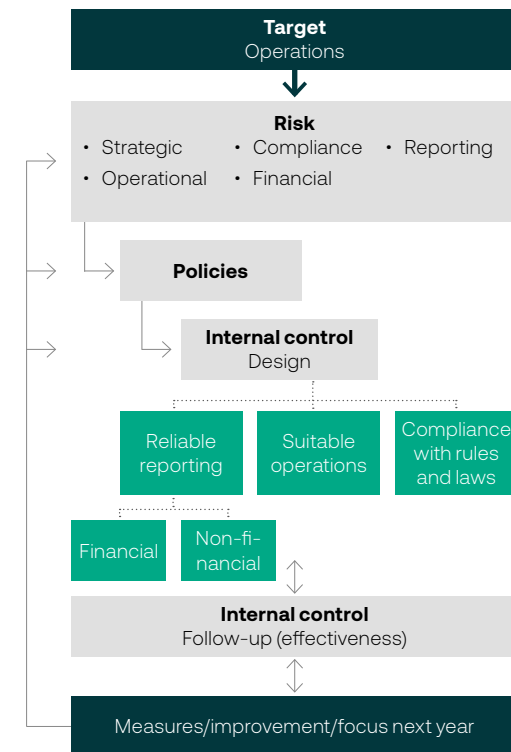 Target
Operations
Risk
• Strategic • Compliance • Reporting
• Operational • Financial
Policies
Internal control
Design
Reliable
reporting
Suitable
operations
Compliance
with rules
and laws
Financial
Non-fi-
nancial
Internal control
Follow-up (effectiveness)
Measures/improvement/focus next year